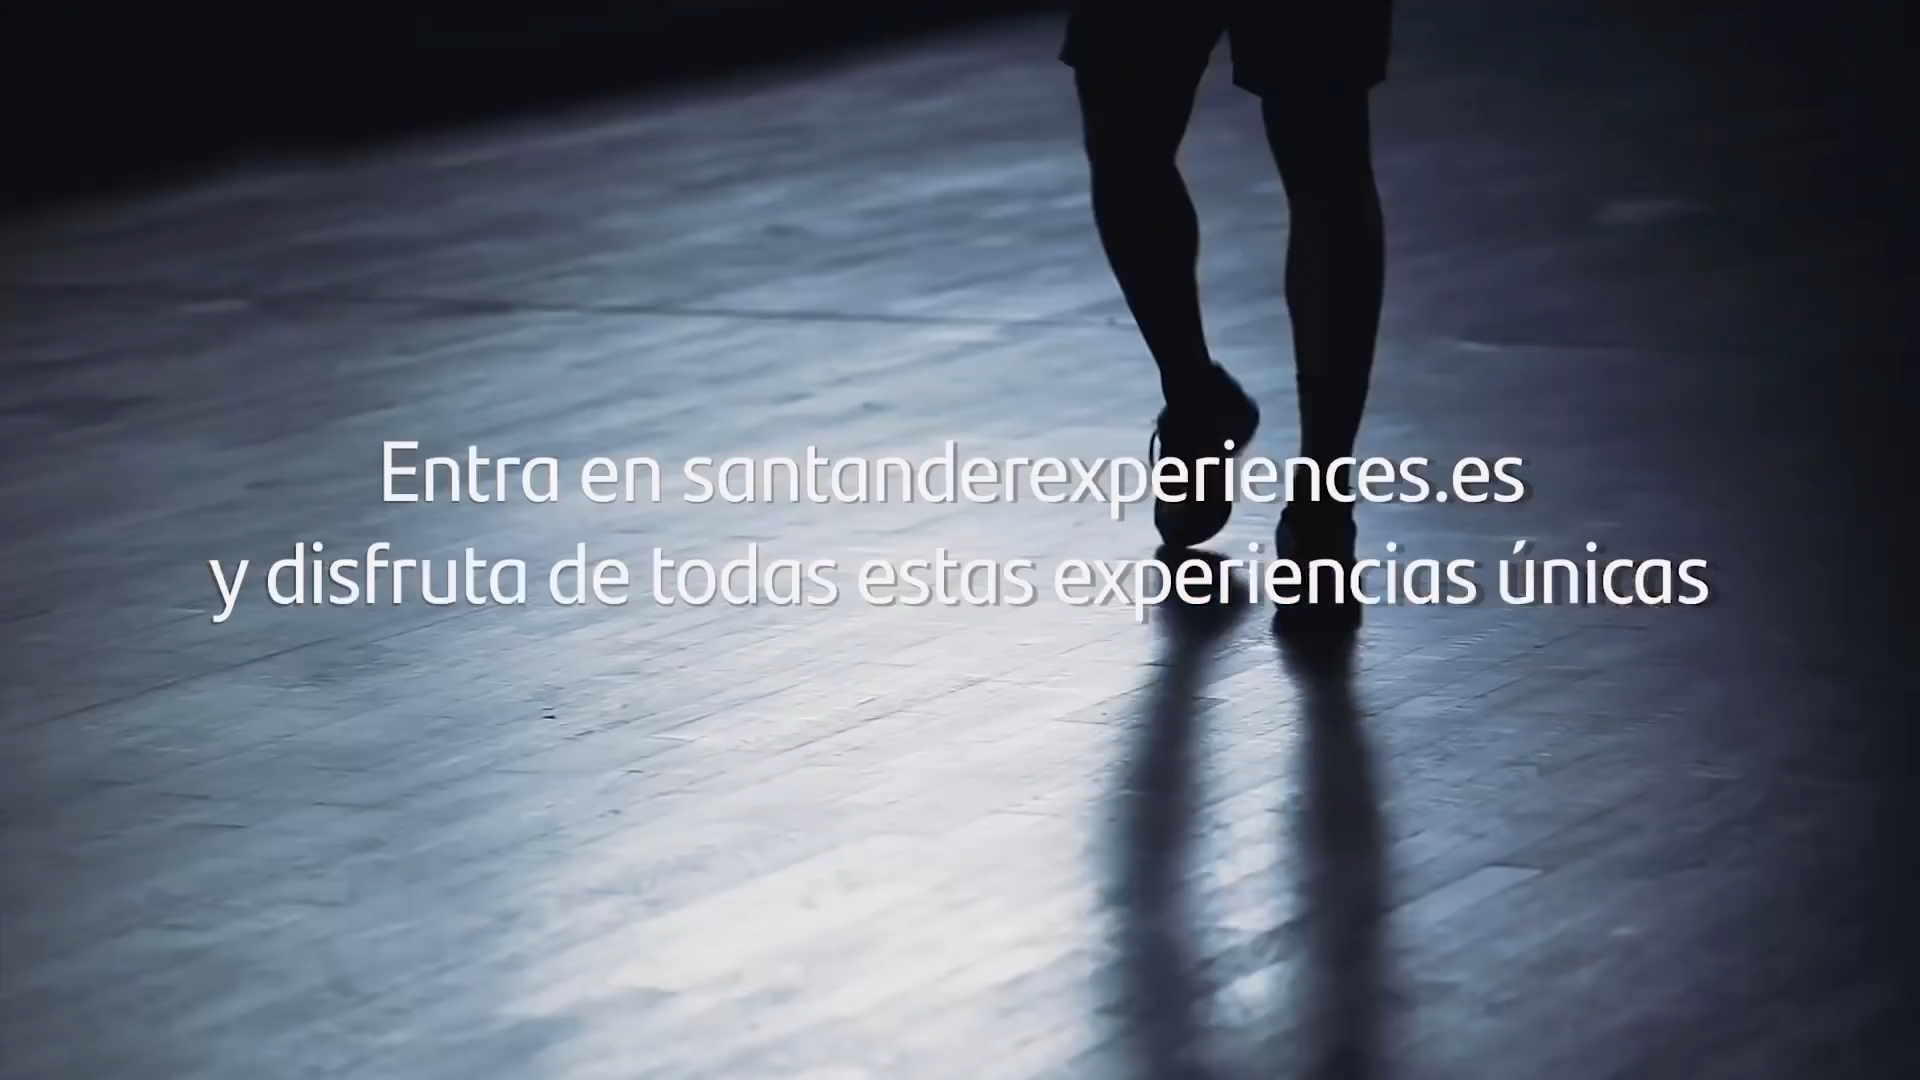 Entra en santanderexperiences.es
y disfruta de todas estas experiencias únicas